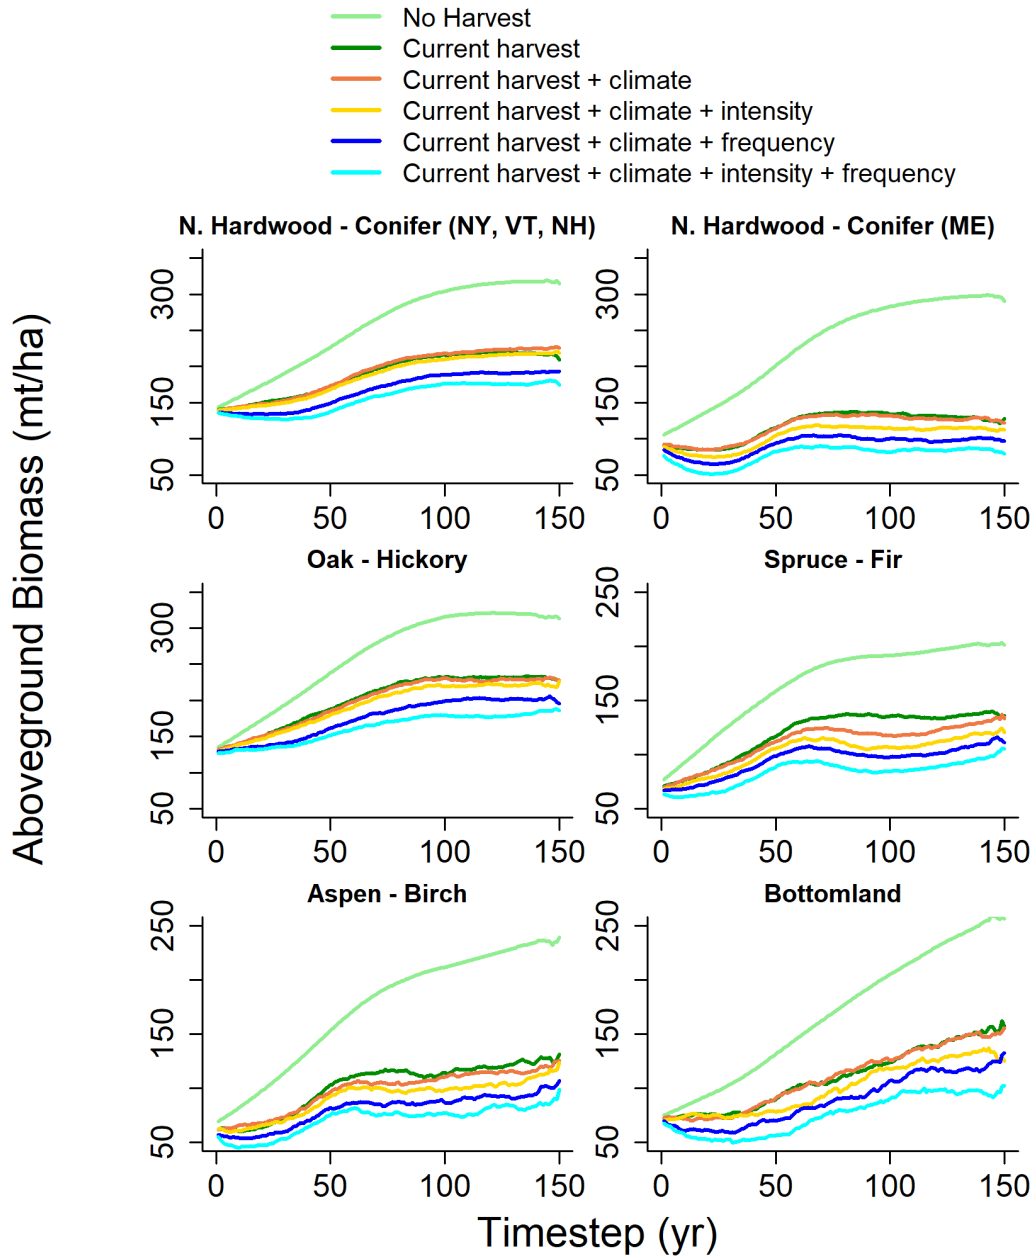 No Harvest
Current harvest
Current harvest + climate
Current harvest + climate + intensity
Current harvest + climate + frequency
Current harvest + climate + intensity + frequency
Aboveground Biomass (mt/ha)
N. Hardwood - Conifer (NY, VT, NH)
300
150
50
0 50 100 150
N. Hardwood - Conifer (ME)
300
150
50
0 50 100 150
Oak - Hickory
300
150
50
0 50 100 150
Spruce - Fir
250
150
50
0 50 100 150
Aspen - Birch
250
150
50
0 50 100 150
Bottomland
250
150
50
0 50 100 150
Timestep (yr)